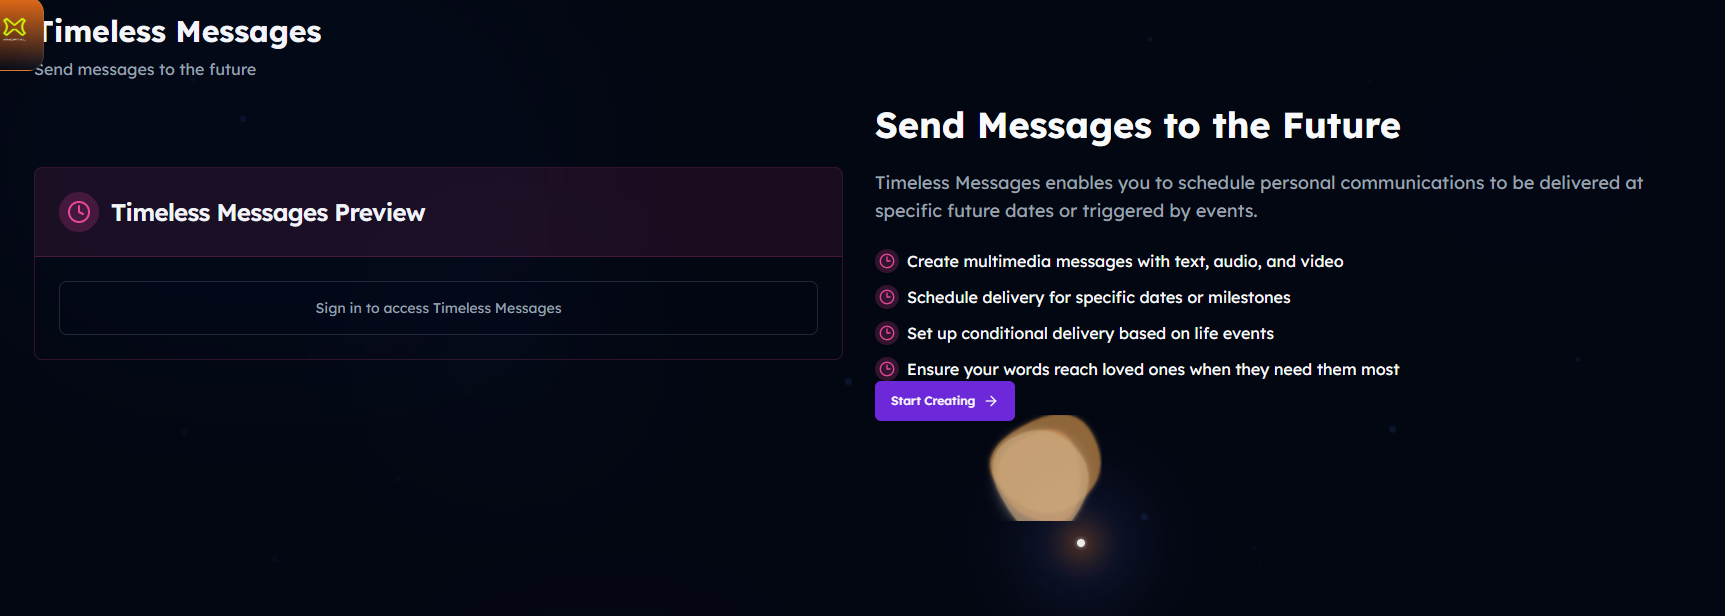 Timeless Messages
Send messages to the future
Send Messages to the Future
Timeless Messages enables you to schedule personal communications to be delivered at
specific future dates or triggered by events.
Timeless Messages Preview
Sign in to access Timeless Messages
Create multimedia messages with text, audio, and video
Schedule delivery for specific dates or milestones
Set up conditional delivery based on life events
Ensure your words reach loved ones when they need them most
Start Creating